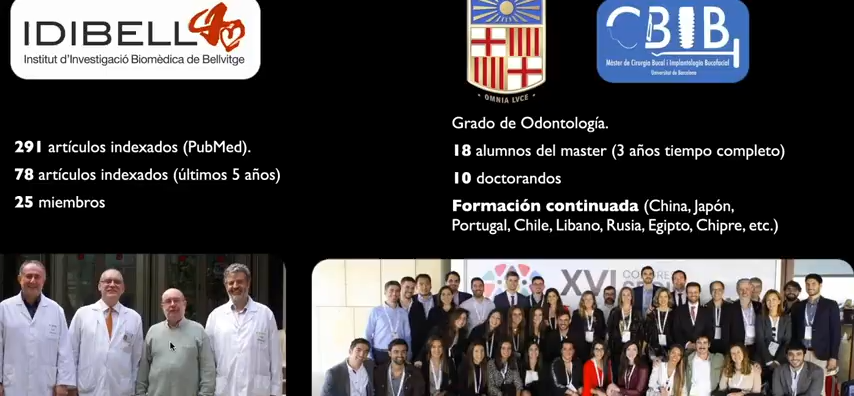 IDIBELL
Institut d'Investigació Biomèdica de Bellvitge
291 artículos indexados (PubMed).
78 artículos indexados (últimos 5 años)
25 miembros
OMNIA LVCE
CBIB
Màster de Cirurgia Bucal i Implantologia Bucofacial
Universitat de Barcelona
Grado de Odontología.
18 alumnos del master (3 años tiempo completo)
10 doctorandos
Formación continuada (China, Japón,
Portugal, Chile, Libano, Rusia, Egipto, Chipre, etc.)
XVI